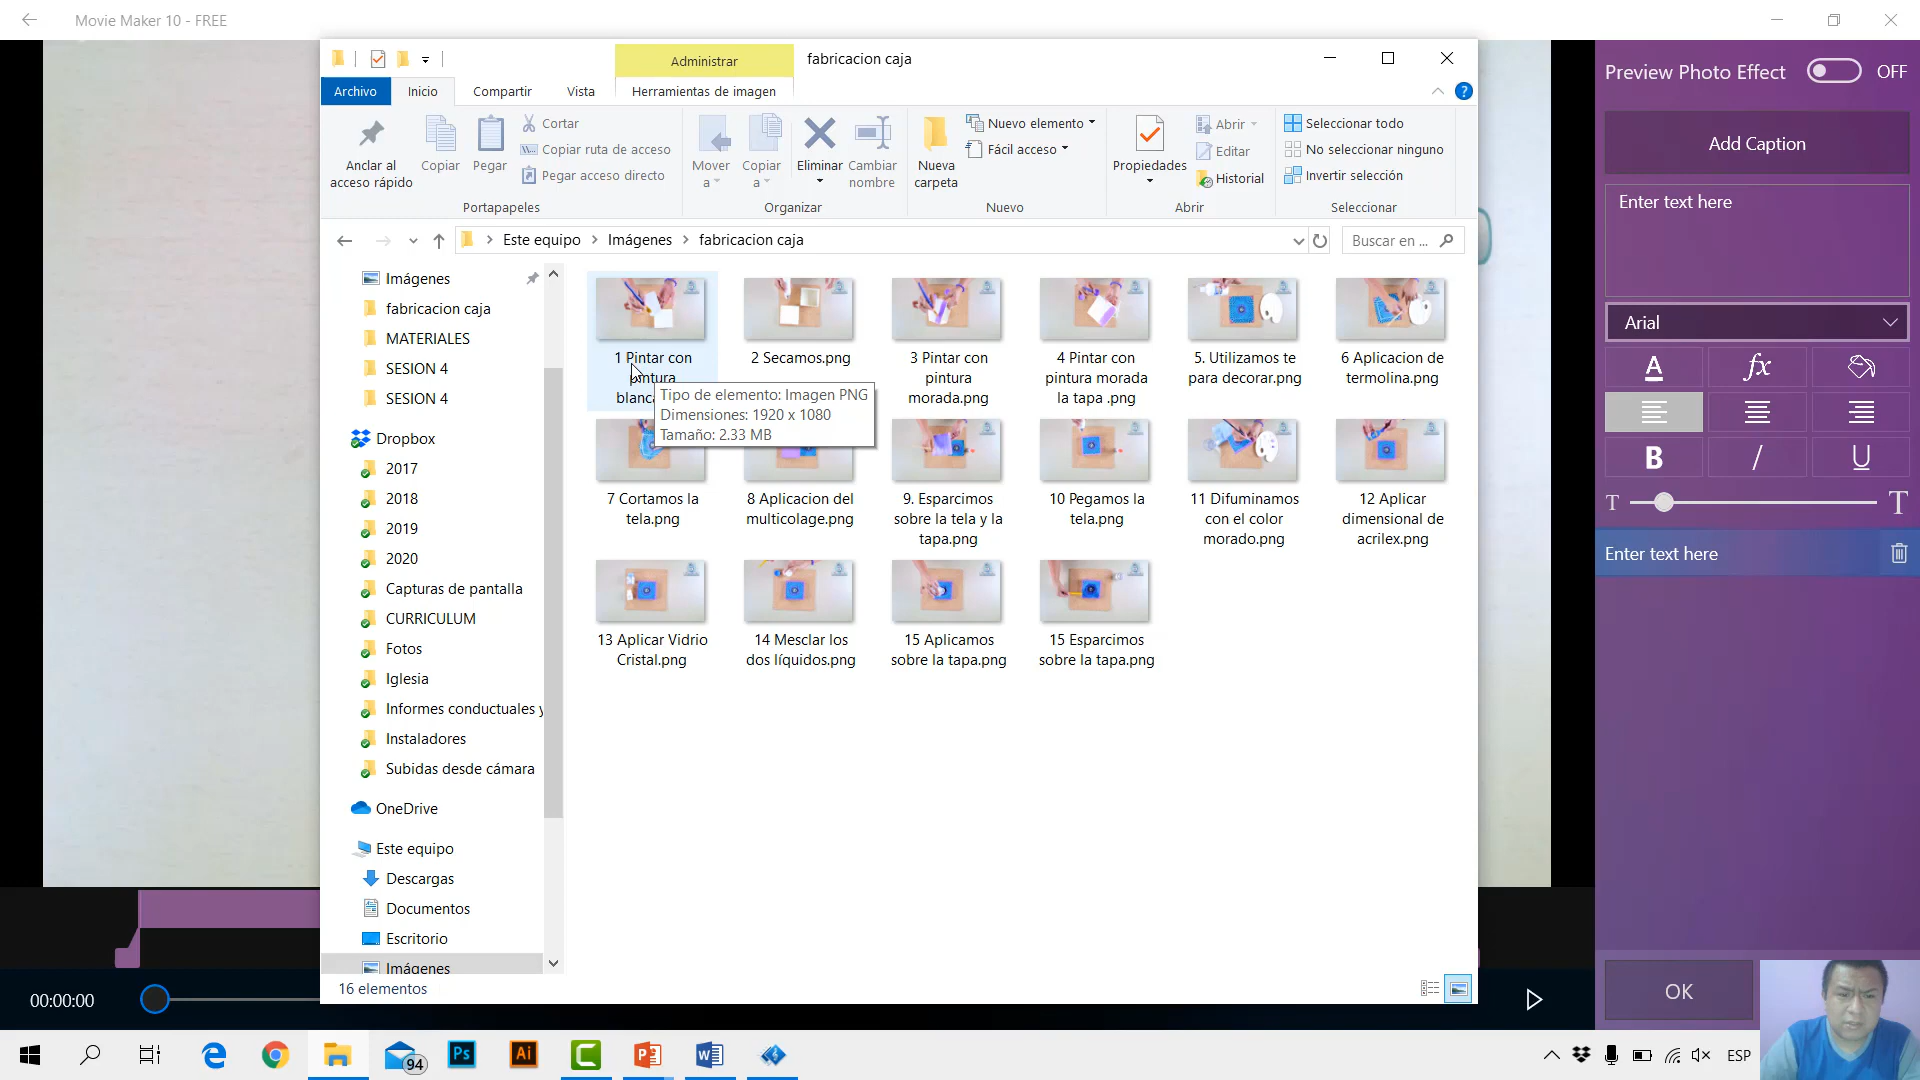 Movie Maker 10 - FREE
Administrar
fabricacion caja
Archivo
Inicio
Compartir
Vista
Herramientas de imagen
Anclar al
acceso rápido
Copiar
Pegar
Cortar
Copiar ruta de acceso
Pegar acceso directo
Portapapeles
Mover
a
Copiar
a
Eliminar
Cambiar
nombre
Organizar
Nueva
carpeta
Nuevo elemento
Fácil acceso
Nuevo
Propiedades
Abrir
Editar
Historial
Abrir
Seleccionar todo
No seleccionar ninguno
Invertir selección
Seleccionar
Este equipo
Imágenes
fabricacion caja
Buscar en ...
Imágenes
fabricacion caja
MATERIALES
SESION 4
SESION 4
Dropbox
2017
2018
2019
2020
Capturas de pantalla
CURRICULUM
Fotos
Iglesia
Informes conductuales y
Instaladores
Subidas desde cámara
OneDrive
Este equipo
Descargas
Documentos
Escritorio
Imágenes
1 Pintar con
pintura
2 Secamos.png
3 Pintar con
pintura
morada.png
4 Pintar con
pintura morada
la tapa .png
5. Utilizamos te
para decorar.png
6 Aplicacion de
termolina.png
Tipo de elemento: Imagen PNG
Dimensiones: 1920 x 1080
Tamaño: 2.33 MB
7 Cortamos la
tela.png
8 Aplicacion del
multicolage.png
9. Esparcimos
sobre la tela y la
tapa.png
10 Pegamos la
tela.png
11 Difuminamos
con el color
morado.png
12 Aplicar
dimensional de
acrilex.png
13 Aplicar Vidrio
Cristal.png
14 Mesclar los
dos líquidos.png
15 Aplicamos
sobre la tapa.png
15 Esparcimos
sobre la tapa.png
16 elementos
Preview Photo Effect
OFF
Add Caption
Enter text here
Arial
A
fx
B
I
U
T
T
Enter text here
OK
00:00:00
94
Ps
Ai
ESP